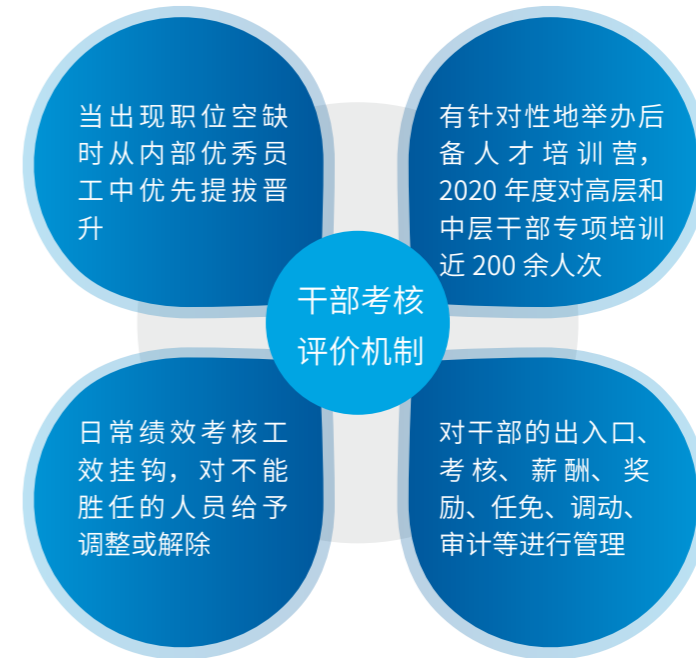 当出现职位空缺
时从内部优秀员
工中优先提拔晋
升
有针对性地举办后
备人才培训营，
2020 年度对高层和
中层干部专项培训
近 200 余人次
干部考核
评价机制
日常绩效考核工
效挂钩，对不能
胜任的人员给予
调整或解除
对干部的出入口、
考核、薪酬、奖
励、任免、调动、
审计等进行管理